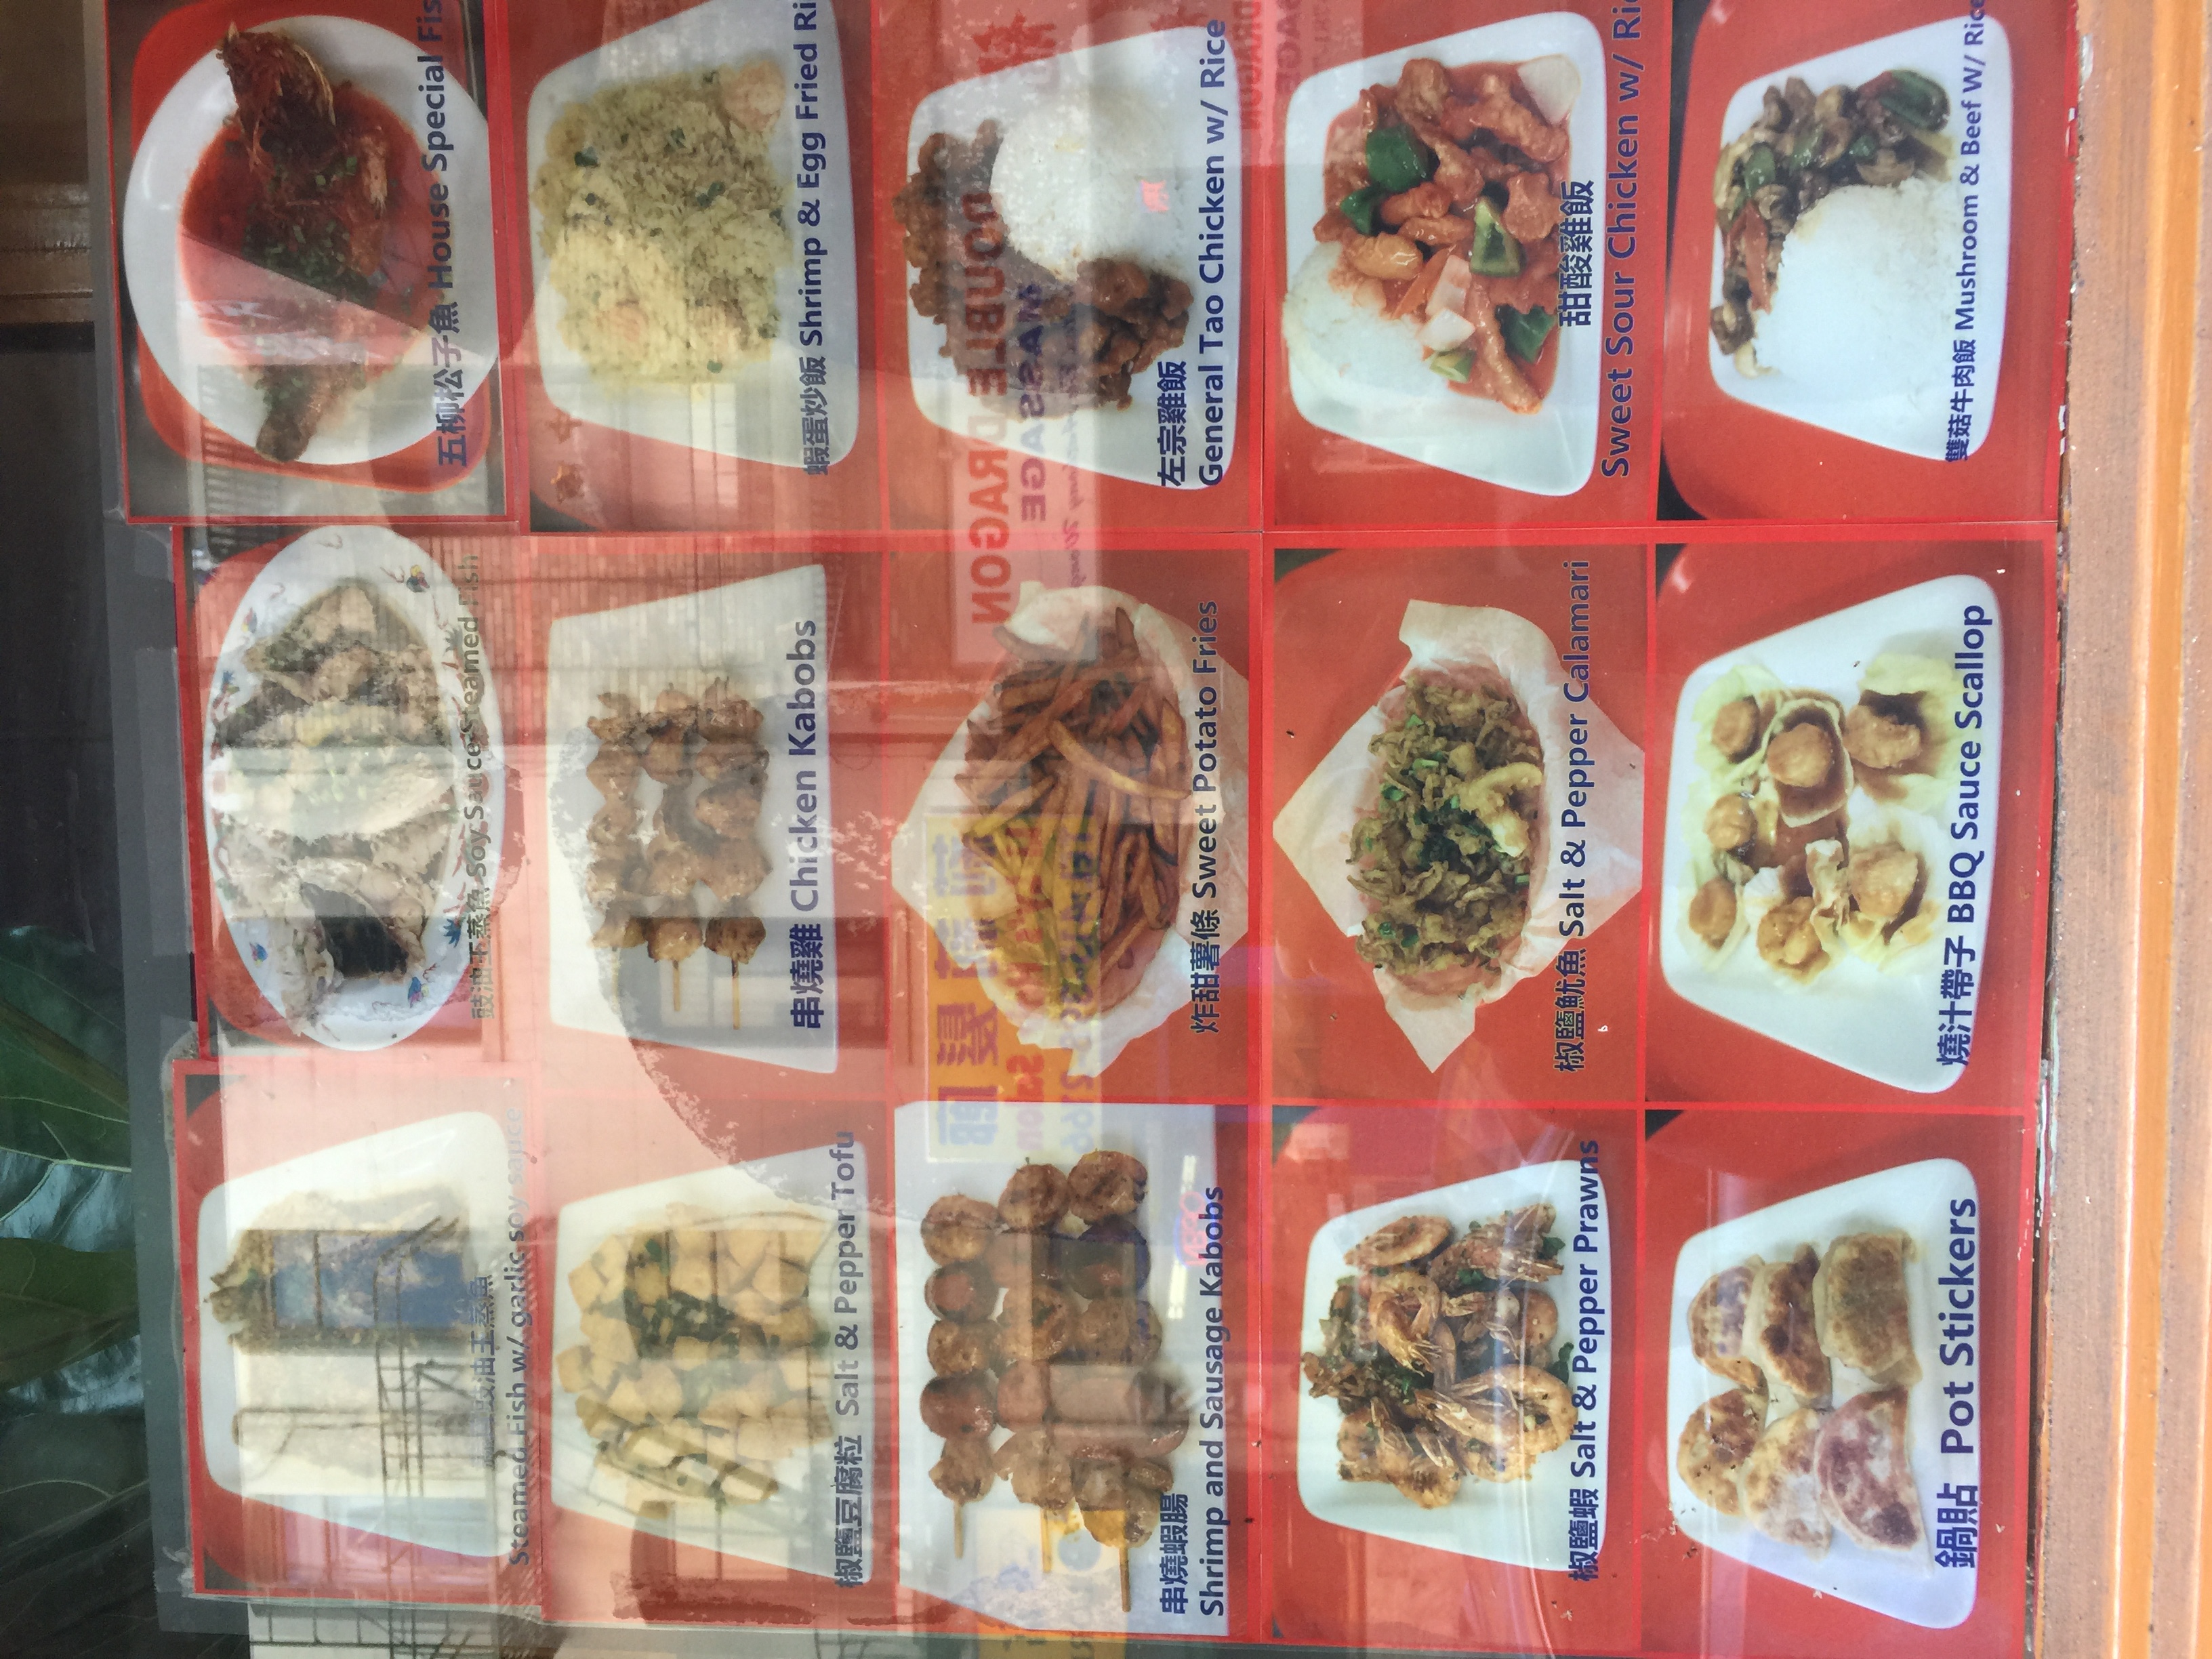 豉油王蒸魚
Steamed Fish w/ garlic soy sauce
豉油王蒸魚 Soy Sauce Steamed Fish
五柳松子魚 House Special Fis
椒鹽豆腐粒 Salt & Pepper Tofu
串燒雞 Chicken Kabobs
蝦蛋炒飯 Shrimp & Egg Fried Ri
串燒蝦腸
Shrimp and Sausage Kabobs
炸甜薯條 Sweet Potato Fries
左宗雞飯
General Tao Chicken w/ Rice
椒鹽蝦 Salt & Pepper Prawns
椒鹽魷魚 Salt & Pepper Calamari
甜酸雞飯
Sweet Sour Chicken w/ Ric
鍋貼 Pot Stickers
燒汁帶子 BBQ Sauce Scallop
雙菇牛肉飯 Mushroom & Beef W/ Rice
DOUBLE DRAGON
MASSAGE
OPEN